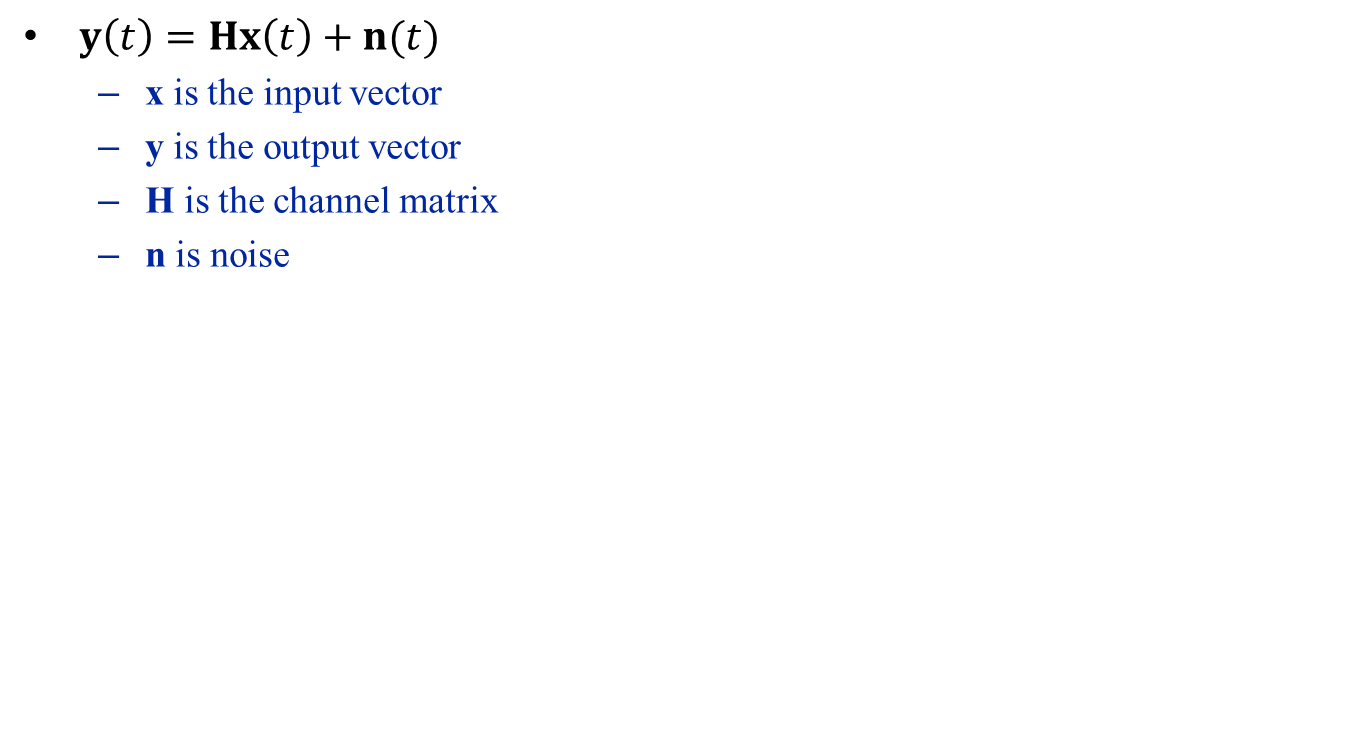 • y(t) = Hx(t) + n(t)
– x is the input vector
– y is the output vector
– H is the channel matrix
– n is noise